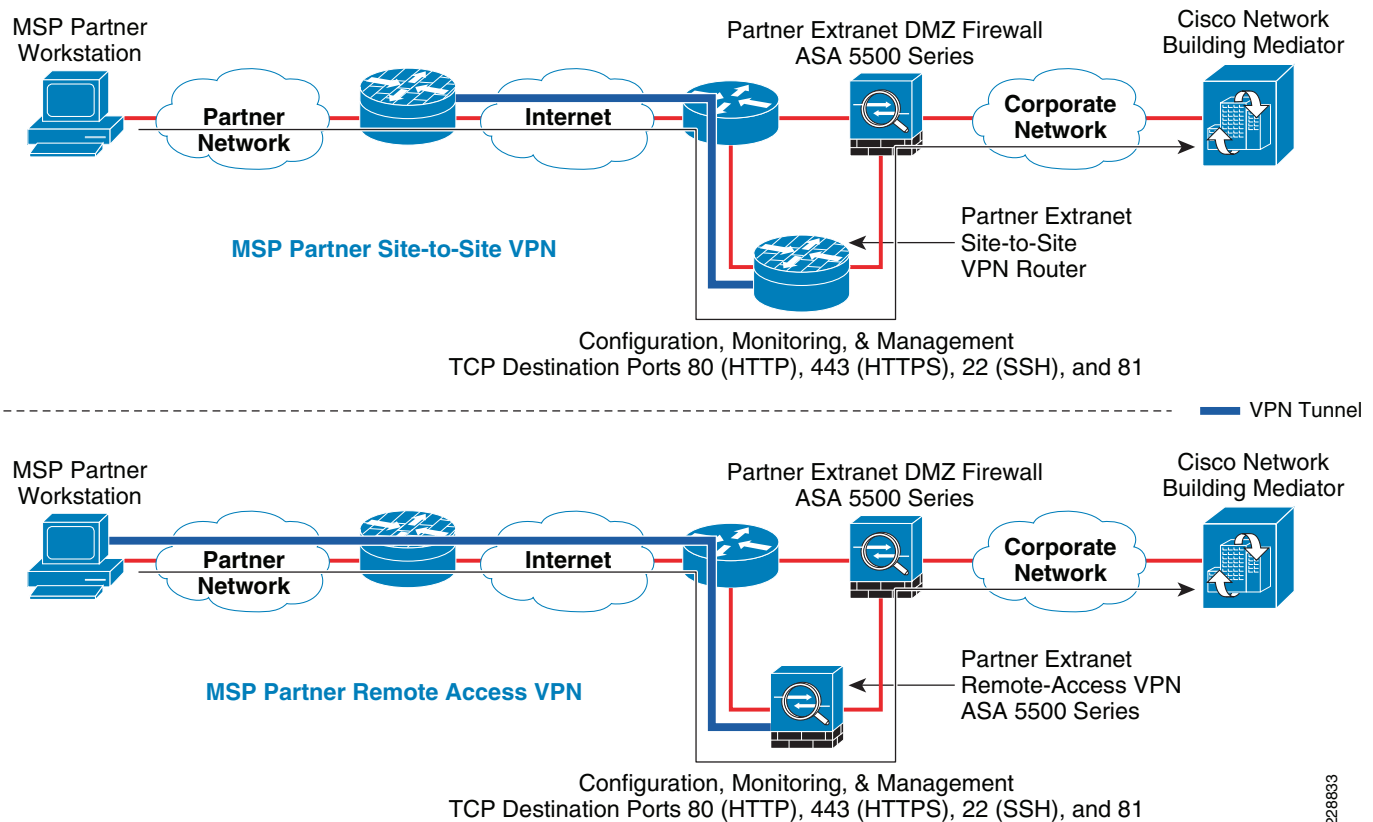 MSP Partner
Workstation
Partner Extranet DMZ Firewall
ASA 5500 Series
Cisco Network
Building Mediator
Partner
Network
Internet
Corporate
Network
MSP Partner Site-to-Site VPN
Partner Extranet
Site-to-Site
VPN Router
Configuration, Monitoring, & Management
TCP Destination Ports 80 (HTTP), 443 (HTTPS), 22 (SSH), and 81
VPN Tunnel
MSP Partner
Workstation
Partner Extranet DMZ Firewall
ASA 5500 Series
Cisco Network
Building Mediator
Partner
Network
Internet
Corporate
Network
MSP Partner Remote Access VPN
Partner Extranet
Remote-Access VPN
ASA 5500 Series
Configuration, Monitoring, & Management
TCP Destination Ports 80 (HTTP), 443 (HTTPS), 22 (SSH), and 81
228833